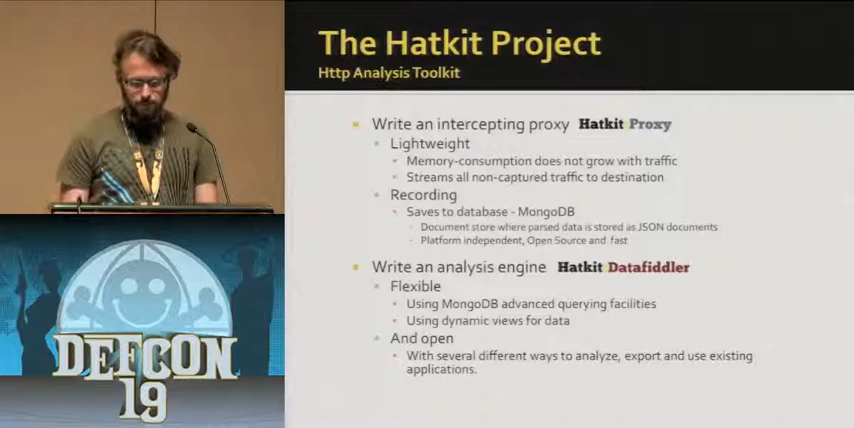 The Hatkit Project
Http Analysis Toolkit
Write an intercepting proxy Hatkit Proxy
Lightweight
Memory-consumption does not grow with traffic
Streams all non-captured traffic to destination
Recording
Saves to database - MongoDB
Document store where parsed data is stored as JSON documents
Platform independent, Open Source and fast
Write an analysis engine Hatkit Datafiddler
Flexible
Using MongoDB advanced querying facilities
Using dynamic views for data
And open
With several different ways to analyze, export and use existing
applications.
DEFCON
19